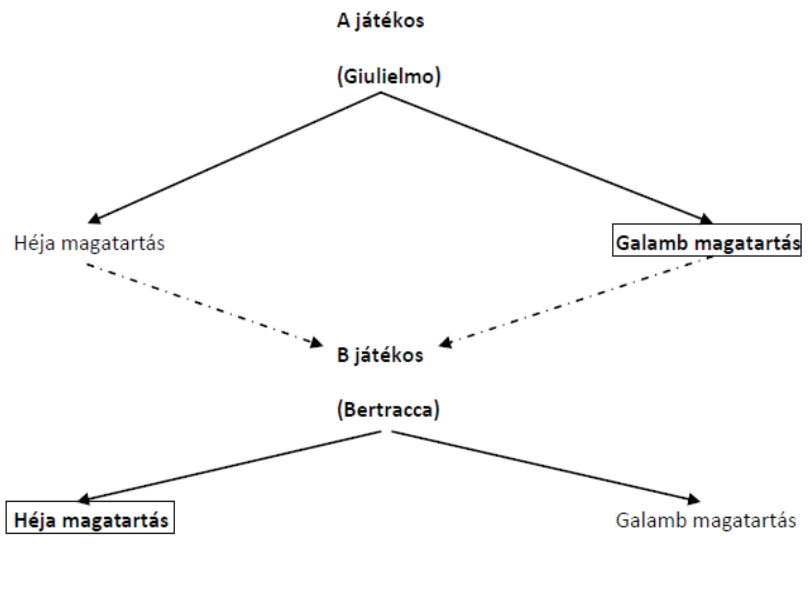 A játékos
(Giulielmo)
Héja magatartás
Galamb magatartás
B játékos
(Bertracca)
Héja magatartás
Galamb magatartás